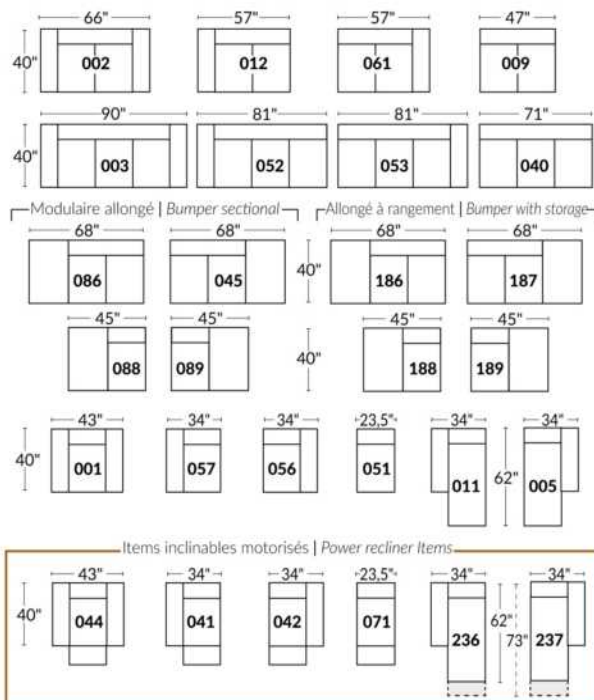 66" 57" 57" 47"
40" 002 012 061 009
90" 81" 81" 71"
40" 003 052 053 040
Modulaire allongé | Bumper sectional Allongé à rangement | Bumper with storage
68" 68" 68" 68"
086 045 40" 186 187
45" 45" 45" 45"
088 089 40" 188 189
43" 34" 34" 23,5" 34" 34"
40" 001 057 056 051 011 62" 005
Items inclinables motorisés | Power recliner Items
43" 34" 34" 23,5" 34" 34"
40" 044 041 042 071 236 62" 73" 237